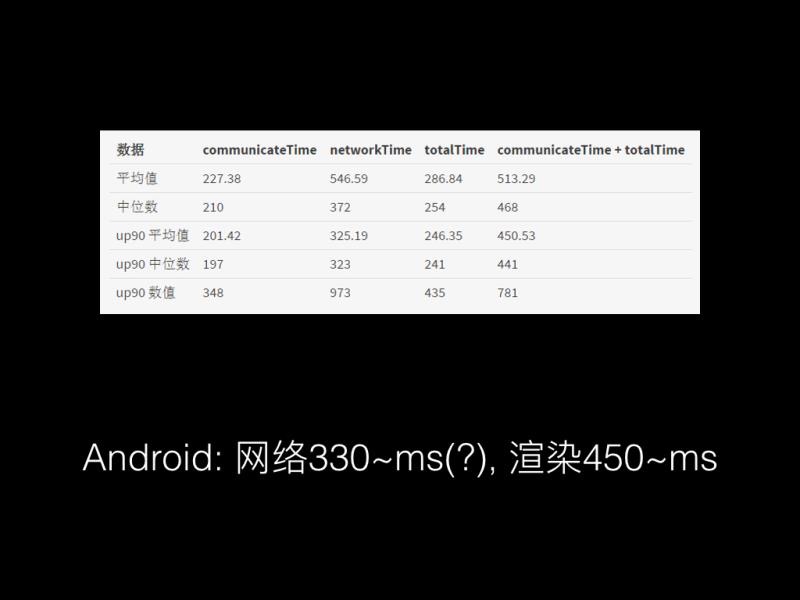 数据 communicateTime networkTime totalTime communicateTime + totalTime
平均值 227.38 546.59 286.84 513.29
中位数 210 372 254 468
up90 平均值 201.42 325.19 246.35 450.53
up90 中位数 197 323 241 441
up90 数值 348 973 435 781
Android: 网络330~ms(?), 渲染450~ms